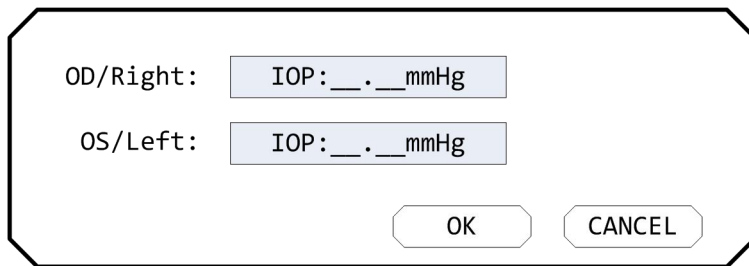 OD/Right: IOP:__.__mmHg
OS/Left: IOP:__.__mmHg
OK CANCEL